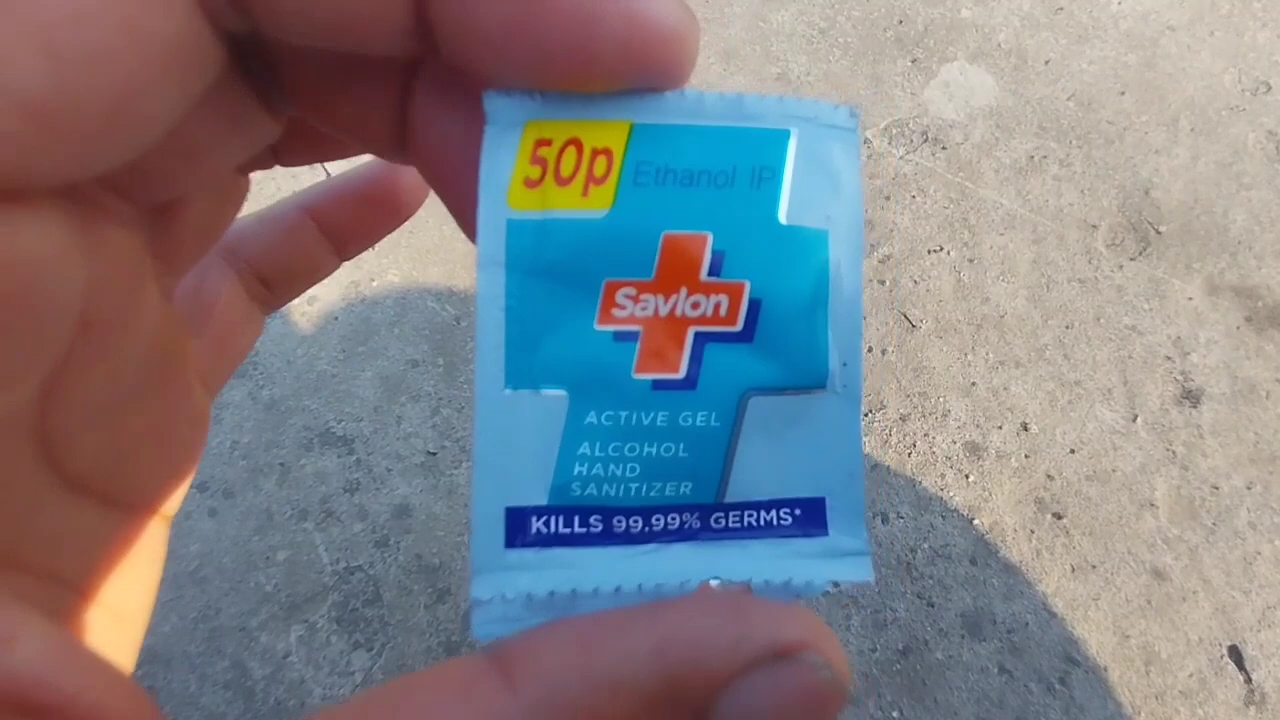 50p
Ethanol IP
Savlon
ACTIVE GEL
ALCOHOL
HAND
SANITIZER
KILLS 99.99% GERMS*